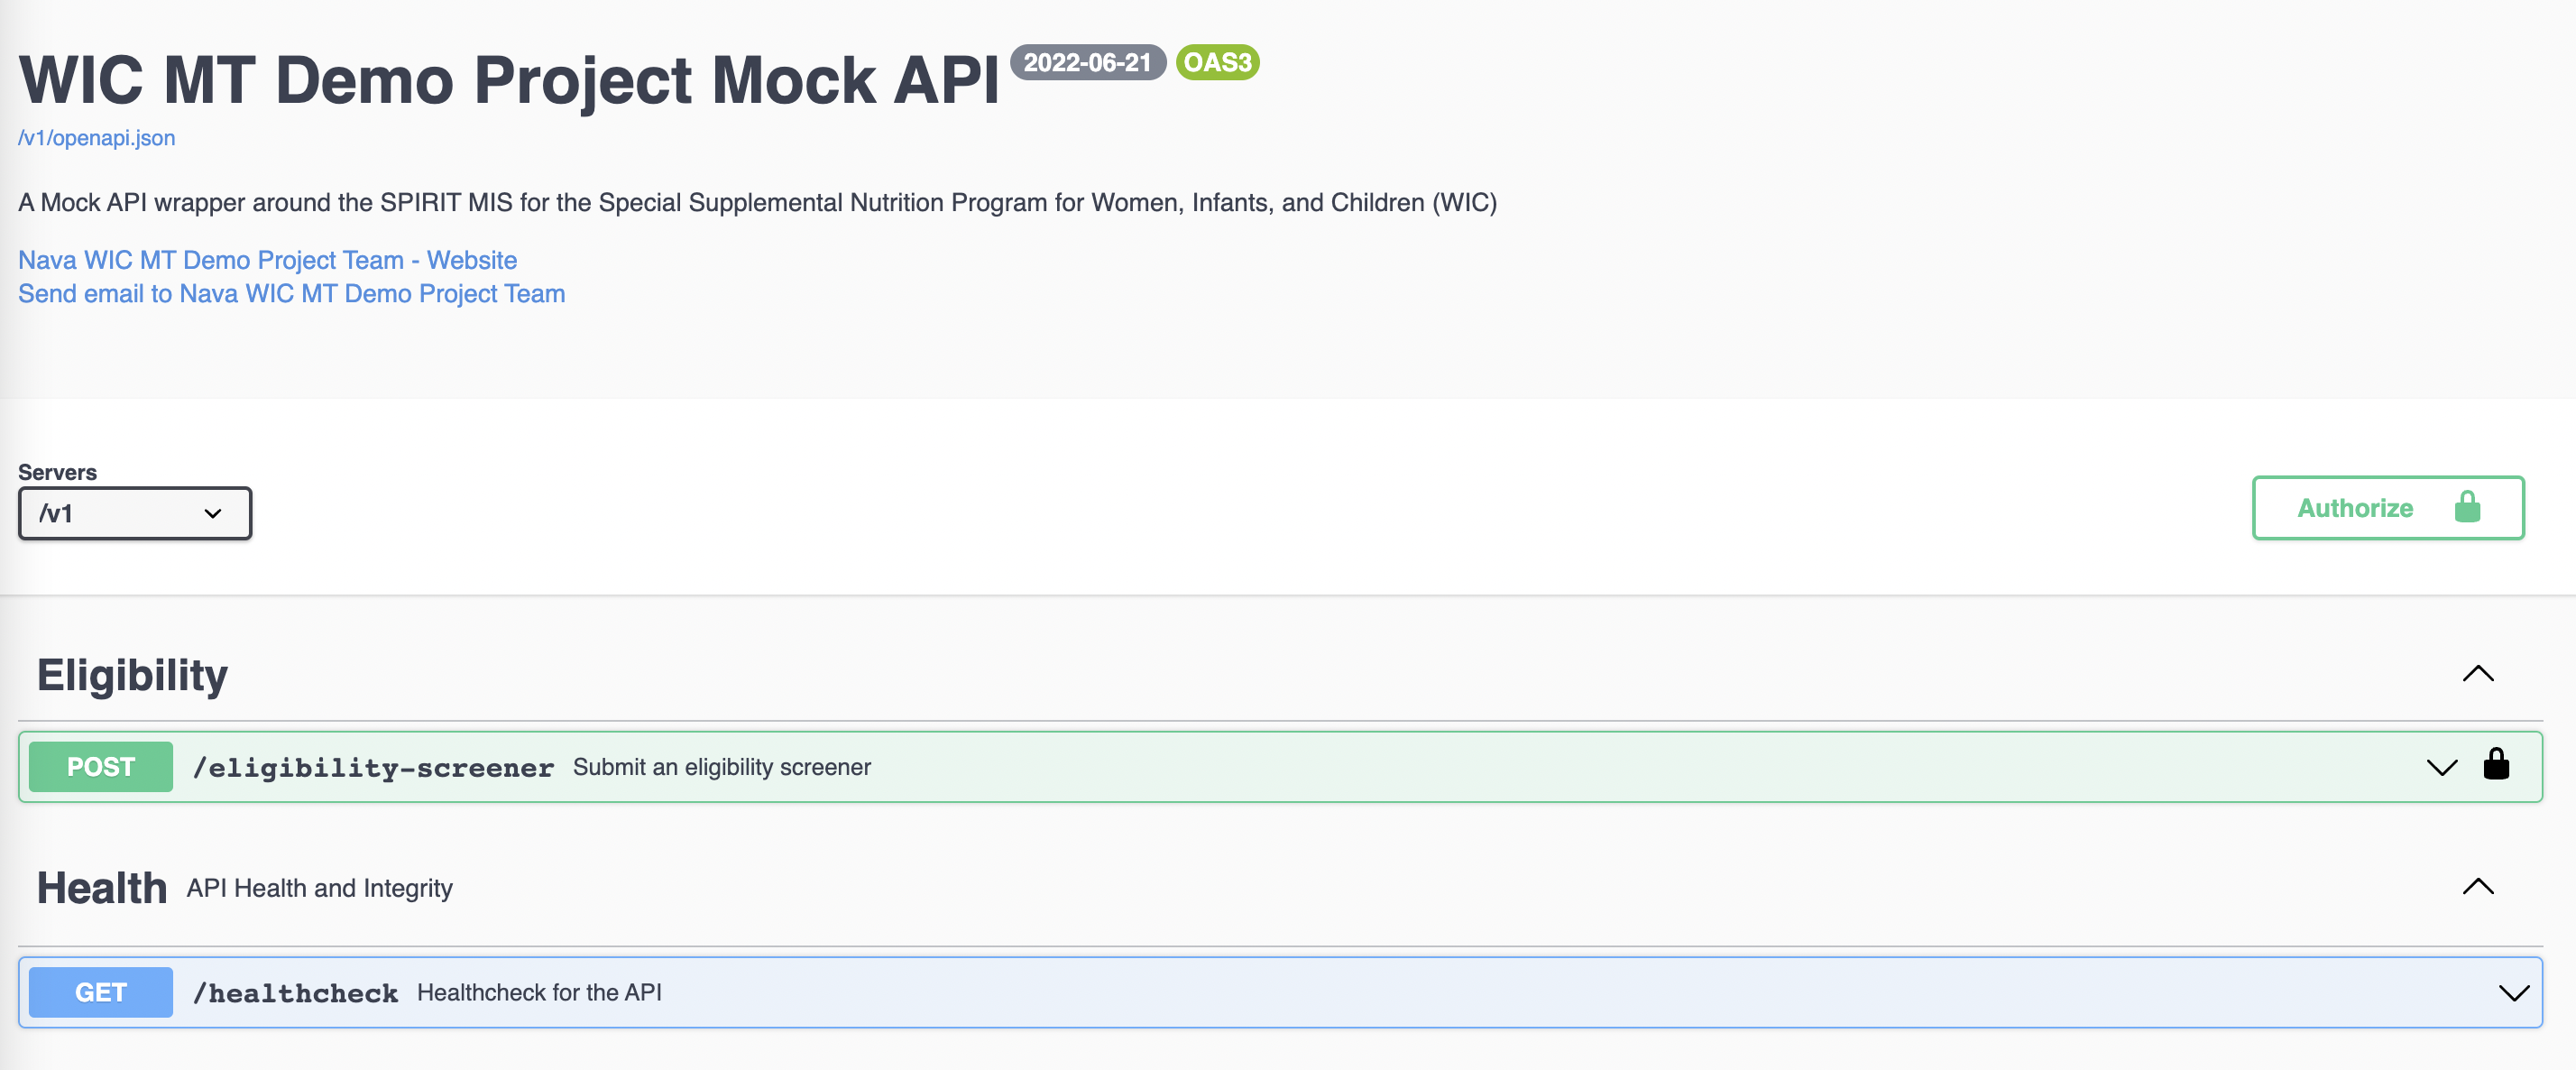 WIC MT Demo Project Mock API 2022-06-21 OAS3
/v1/openapi.json
A Mock API wrapper around the SPIRIT MIS for the Special Supplemental Nutrition Program for Women, Infants, and Children (WIC)
Nava WIC MT Demo Project Team - Website
Send email to Nava WIC MT Demo Project Team
Servers
/v1
Authorize
Eligibility
POST /eligibility-screener Submit an eligibility screener
Health API Health and Integrity
GET /healthcheck Healthcheck for the API